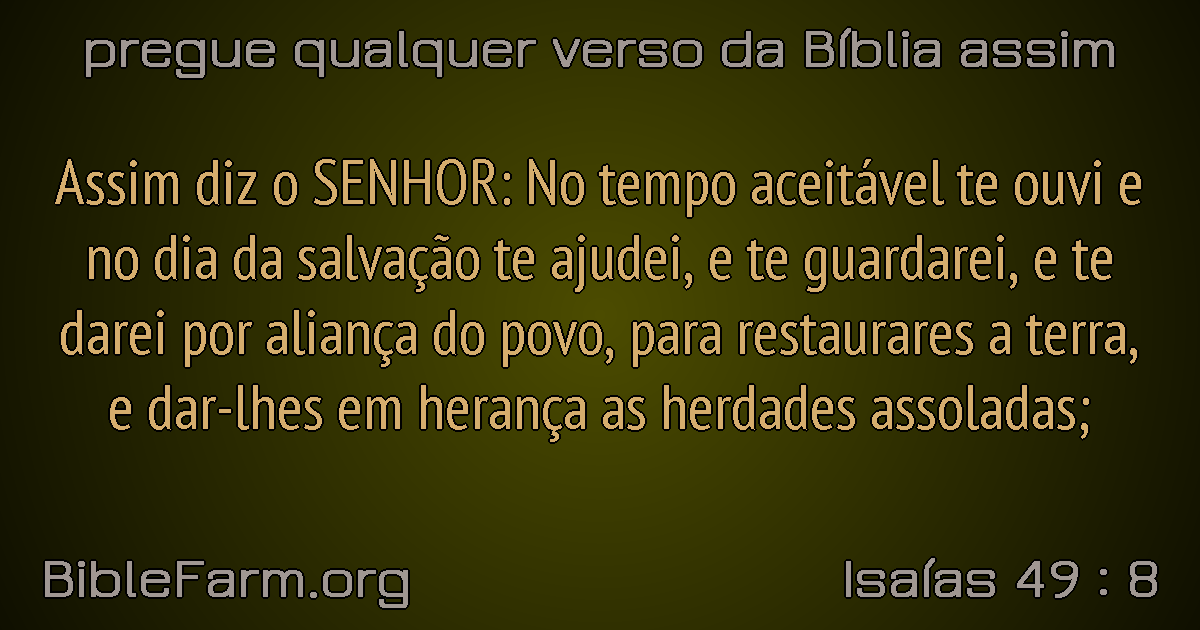 pregue qualquer verso da Bíblia assim
Assim diz o SENHOR: No tempo aceitável te ouvi e
no dia da salvação te ajudei, e te guardarei, e te
darei por aliança do povo, para restaurares a terra,
e dar-lhes em herança as herdades assoladas;
BibleFarm.org
Isaías 49 : 8